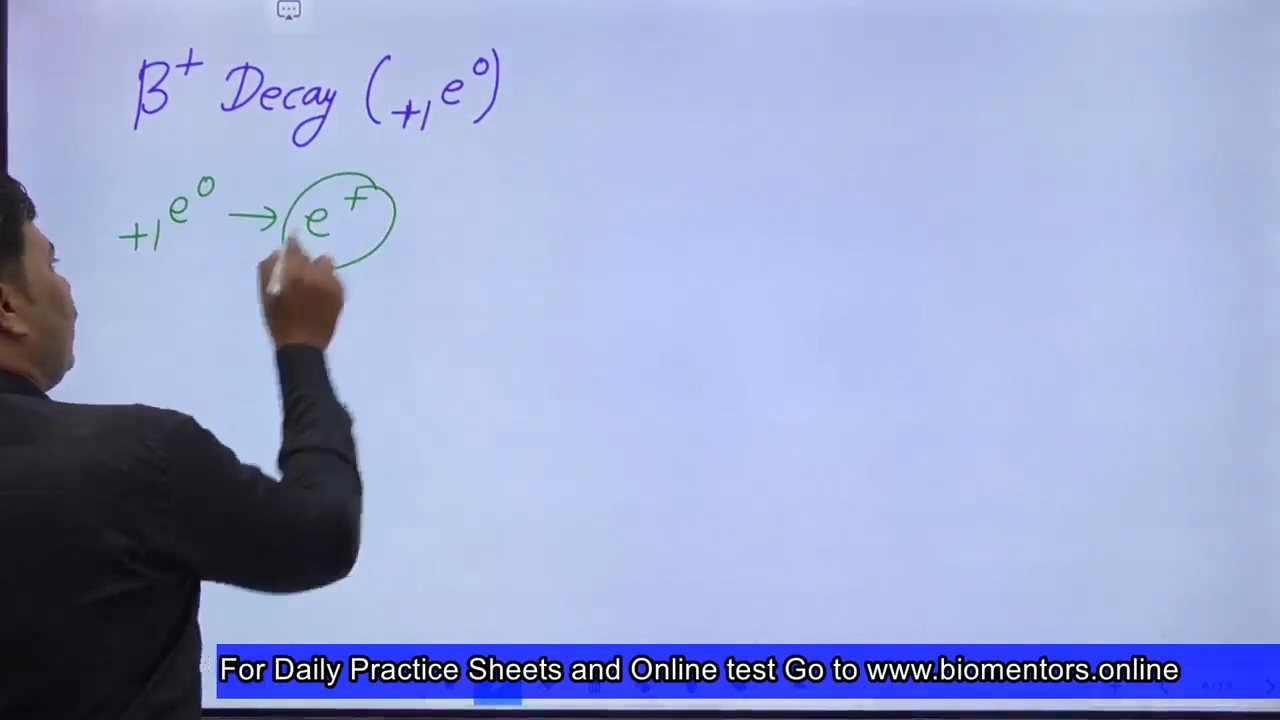 β⁺ Decay (₊₁e⁰)
₊₁e⁰ → e⁺
For Daily Practice Sheets and Online test Go to www.biomentors.online